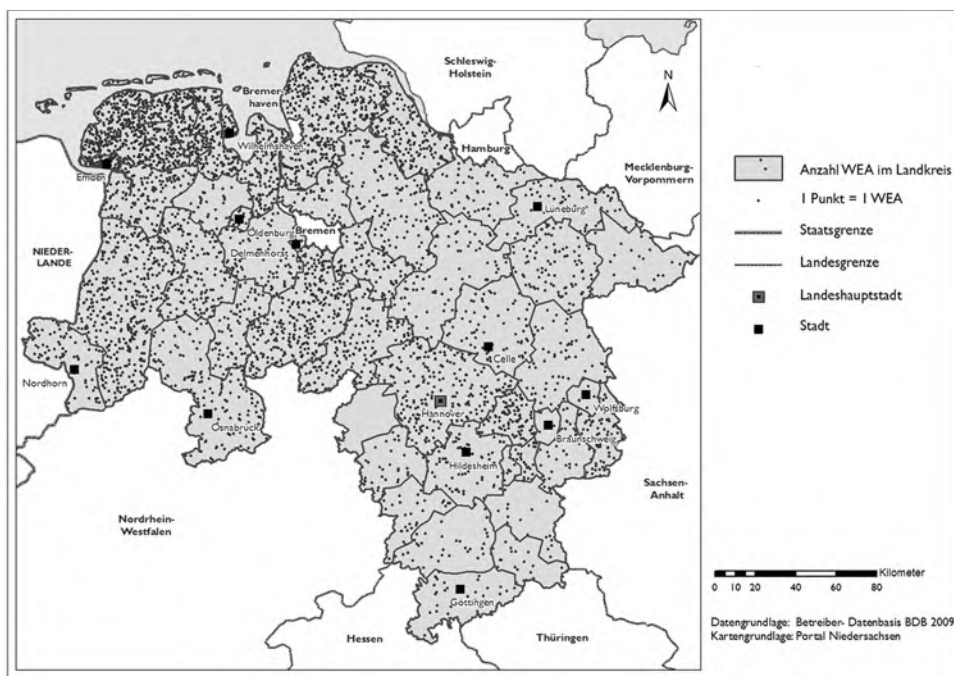 Schleswig-
Holstein
N
Bremer-
haven
Wilhelmshaven
Hamburg
Mecklenburg-
Vorpommern
Emden
Lüneburg
Oldenburg
Bremen
Delmenhorst
NIEDER-
LANDE
Celle
Nordhorn
Hannover
Wolfsburg
Osnabrück
Braunschweig
Hildesheim
Sachsen-
Anhalt
Nordrhein-
Westfalen
Göttingen
Hessen
Thüringen
Anzahl WEA im Landkreis
1 Punkt = 1 WEA
Staatsgrenze
Landesgrenze
Landeshauptstadt
Stadt
Kilometer
0 10 20 40 60 80
Datengrundlage: Betreiber- Datenbasis BDB 2009
Kartengrundlage: Portal Niedersachsen